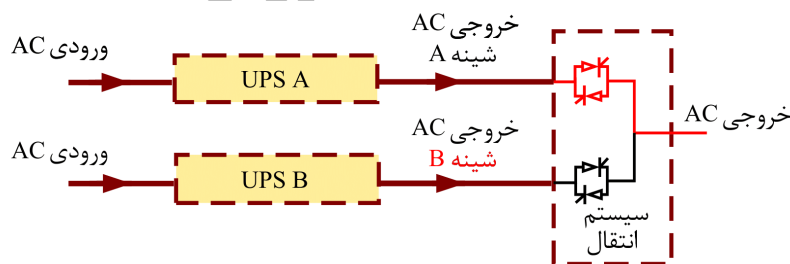 ورودی AC
UPS A
خروجی AC
شینه A
خروجی AC
ورودی AC
UPS B
خروجی AC
شینه B
سیستم
انتقال